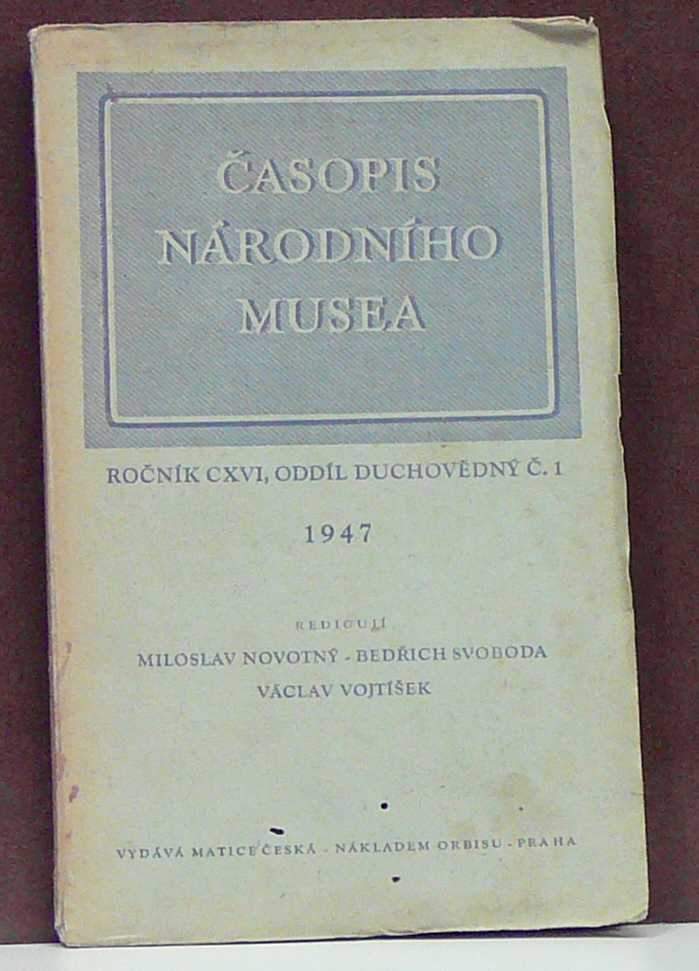 ČASOPIS
NÁRODNÍHO
MUSEA
ROČNÍK CXVI, ODDÍL DUCHOVĚDNÝ Č. 1
1947
REDIGUJÍ
MILOSLAV NOVOTNÝ - BEDŘICH SVOBODA
VÁCLAV VOJTÍŠEK
VYDÁVÁ MATICE ČESKÁ - NÁKLADEM ORBISU - PRAHA